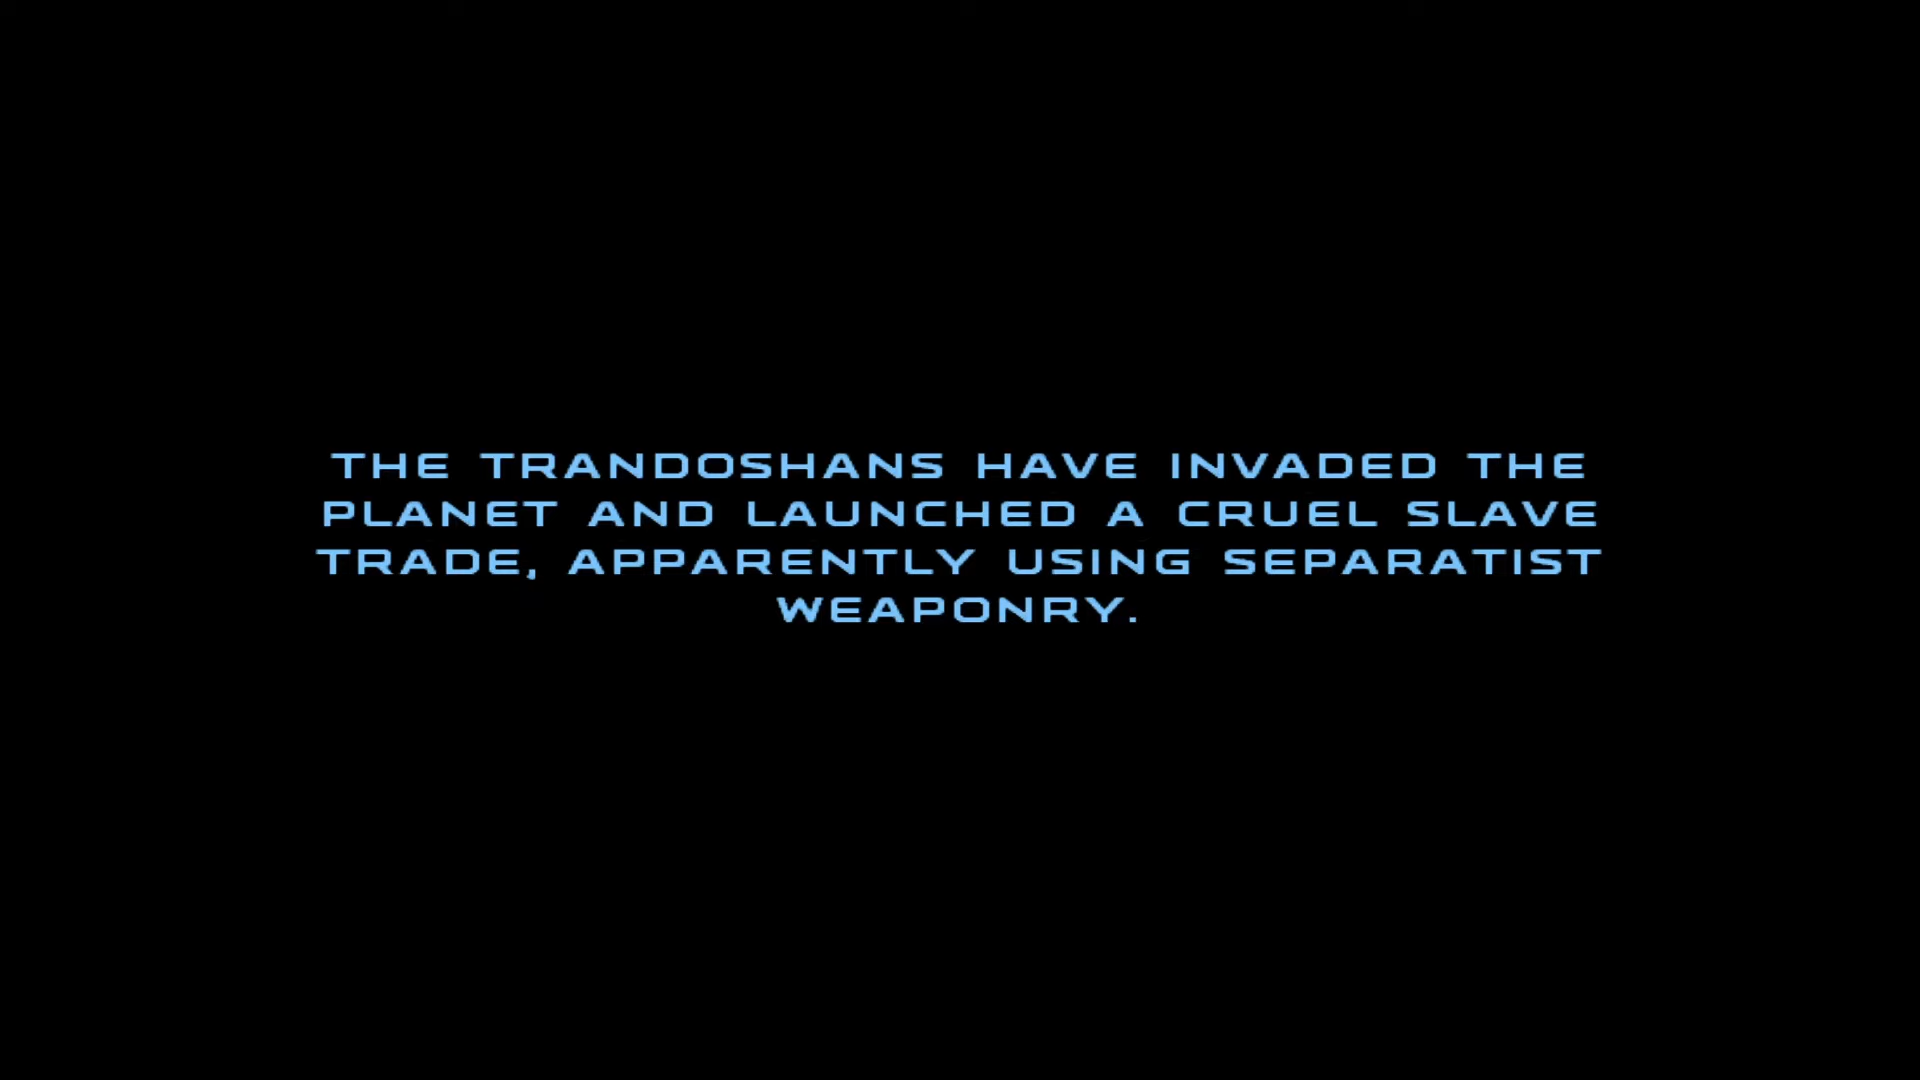 THE TRANDOSHANS HAVE INVADED THE
PLANET AND LAUNCHED A CRUEL SLAVE
TRADE, APPARENTLY USING SEPARATIST
WEAPONRY.